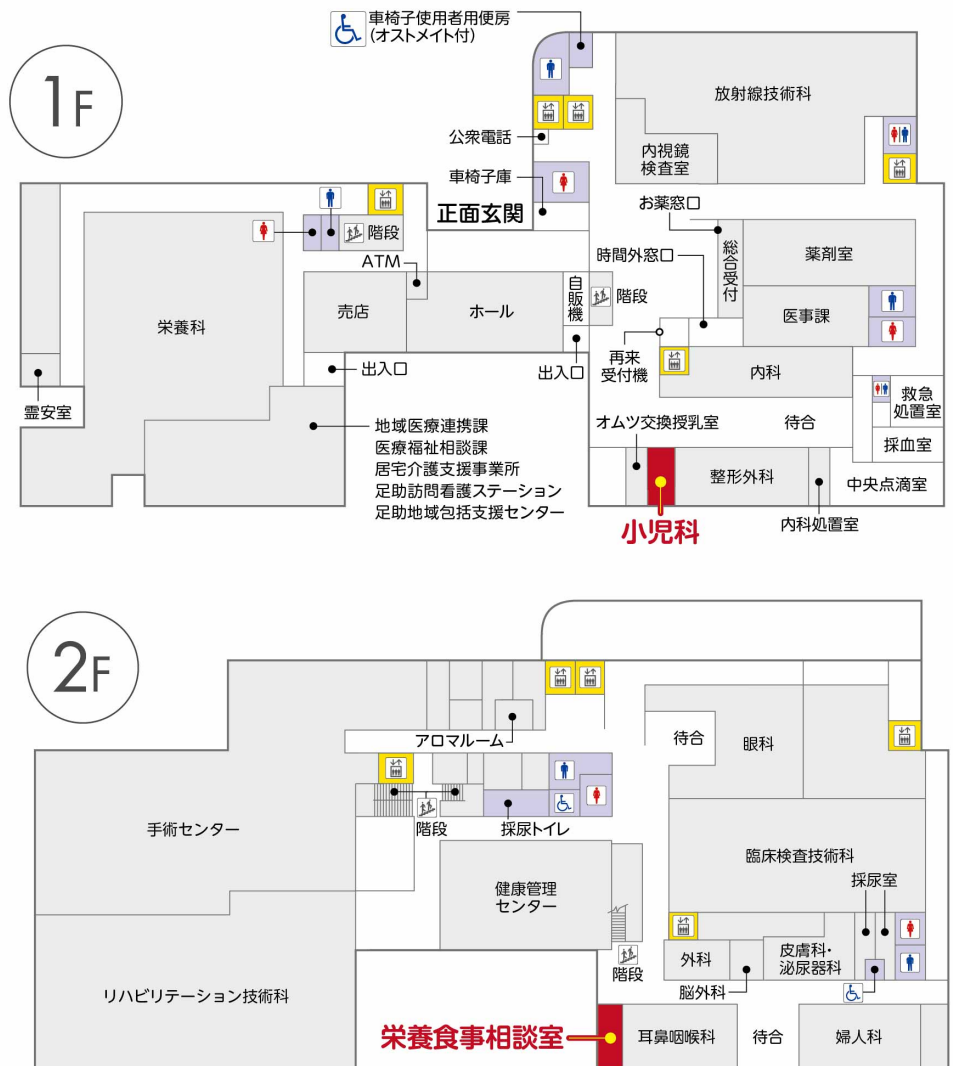 1F
車椅子使用者用便房
(オストメイト付)
放射線技術科
公衆電話
内視鏡
検査室
車椅子庫
正面玄関
お薬窓口
階段
ATM
時間外窓口
総合受付
薬剤室
栄養科
売店
ホール
自販機
階段
医事課
出入口
出入口
再来
受付機
内科
霊安室
地域医療連携課
医療福祉相談課
居宅介護支援事業所
足助訪問看護ステーション
足助地域包括支援センター
オムツ交換授乳室
待合
救急
処置室
採血室
整形外科
中央点滴室
小児科
内科処置室
2F
アロマルーム
待合
眼科
手術センター
階段
採尿トイレ
臨床検査技術科
採尿室
健康管理
センター
外科
皮膚科・
泌尿器科
階段
脳外科
リハビリテーション技術科
栄養食事相談室
耳鼻咽喉科
待合
婦人科